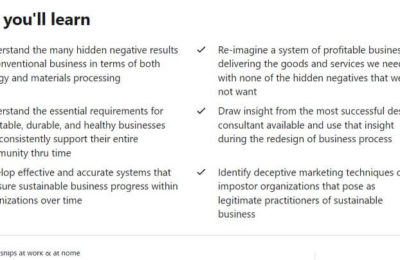 you'll learn
erstand the many hidden negative results
onventional business in terms of both
gy and materials processing
erstand the essential requirements for
table, durable, and healthy businesses
consistently support their entire
munity thru time
lop effective and accurate systems that
sure sustainable business progress within
nizations over time
Re-imagine a system of profitable busines
delivering the goods and services we need
with none of the hidden negatives that we
not want
Draw insight from the most successful des
consultant available and use that insight
during the redesign of business process
Identify deceptive marketing techniques o
impostor organizations that pose as
legitimate practitioners of sustainable
business
snips at work & at home